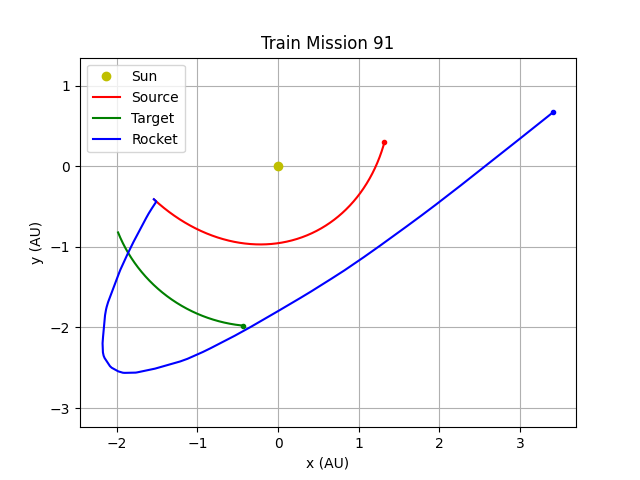 Train Mission 91
Sun
Source
Target
Rocket
1
0
−1
−2
−3
y (AU)
−2
−1
0
1
2
3
x (AU)